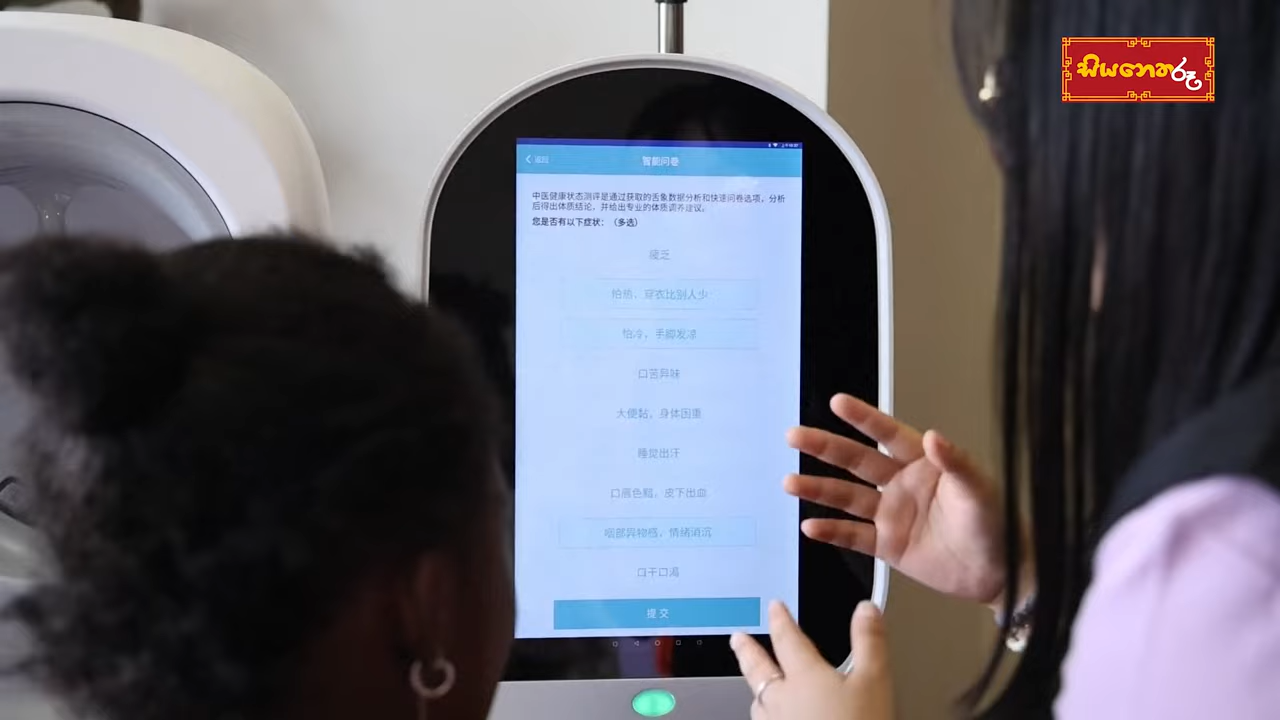 සියනෙතරූ
返回
智能问卷
中医健康状态测评是通过获取的舌象数据分析和快速问卷选项，分析
后得出体质结论，并给出专业的体质调养建议。
您是否有以下症状：（多选）
疲乏
怕热，穿衣比别人少
怕冷，手脚发凉
口苦异味
大便黏，身体困重
睡觉出汗
口唇色黯，皮下出血
咽部异物感，情绪消沉
口干口渴
提交